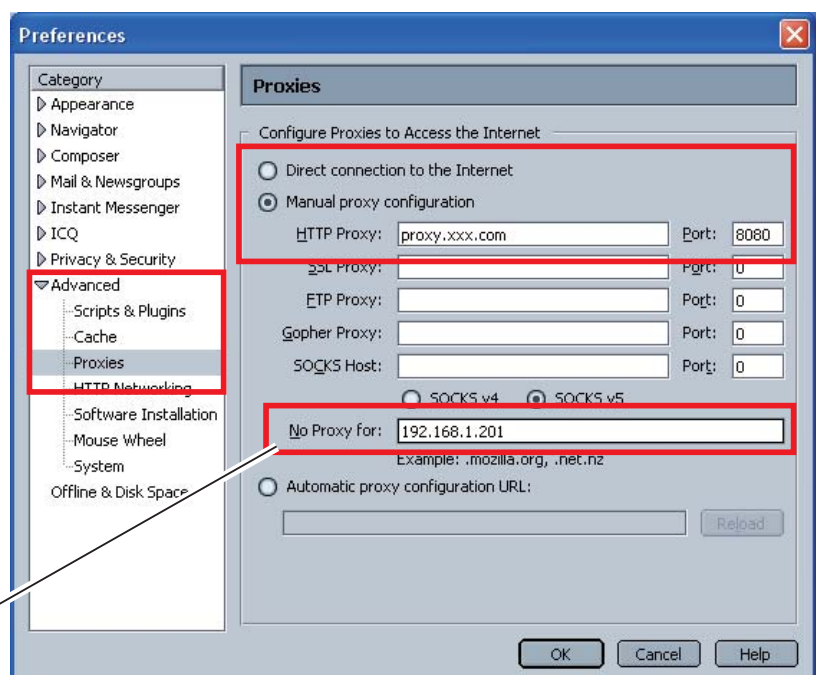 Preferences
Category
Appearance
Navigator
Composer
Mail & Newsgroups
Instant Messenger
ICQ
Privacy & Security
Advanced
Scripts & Plugins
Cache
Proxies
HTTP Networking
Software Installation
Mouse Wheel
System
Offline & Disk Space
Proxies
Configure Proxies to Access the Internet
Direct connection to the Internet
Manual proxy configuration
HTTP Proxy: proxy.xxx.com Port: 8080
SSL Proxy: Port: 0
FTP Proxy: Port: 0
Gopher Proxy: Port: 0
SOCKS Host: Port: 0
SOCKS v4 SOCKS v5
No Proxy for: 192.168.1.201
Example: .mozilla.org, .net.nz
Automatic proxy configuration URL:
Reload
OK Cancel Help